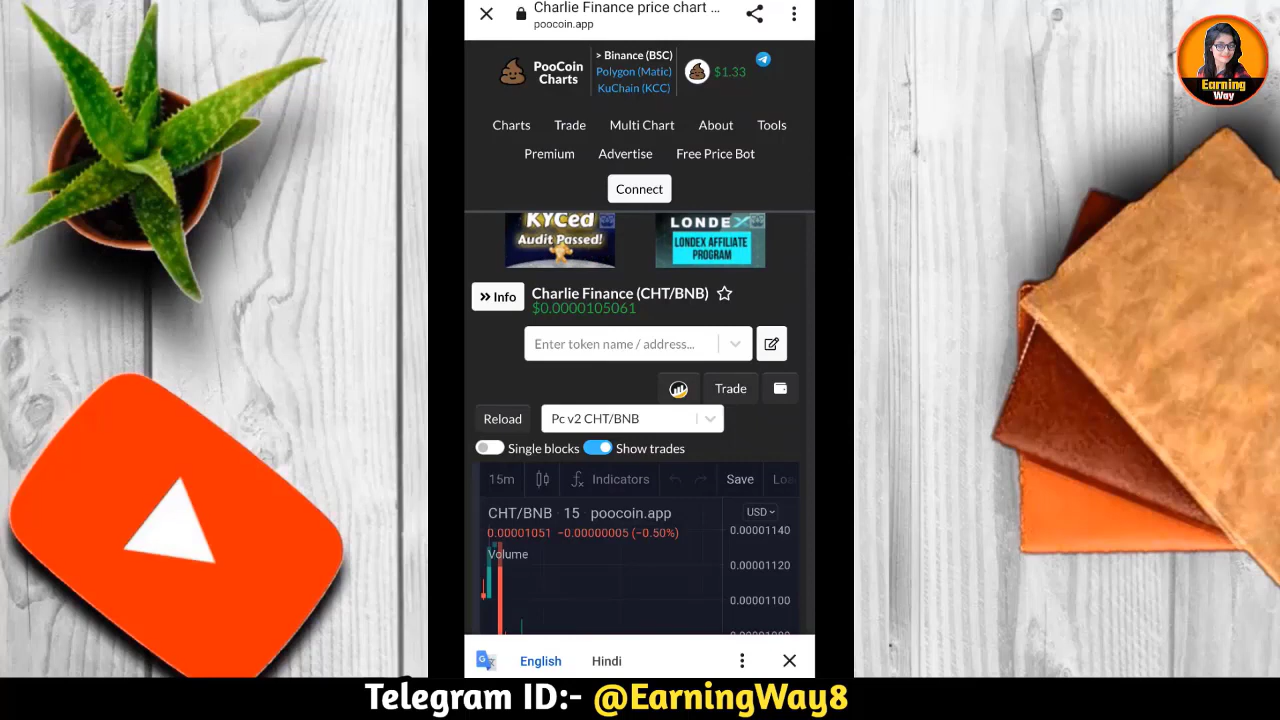 Charlie Finance price chart ...
poocoin.app
PooCoin
Charts
> Binance (BSC)
Polygon (Matic)
KuChain (KCC)
$1.33
Charts Trade Multi Chart About Tools
Premium Advertise Free Price Bot
Connect
KYCed
Audit Passed!
LONDEX
LONDEX AFFILIATE
PROGRAM
Info
Charlie Finance (CHT/BNB)
$0.0000105061
Enter token name / address...
Trade
Reload
Pc v2 CHT/BNB
Single blocks
Show trades
15m
Indicators
Save
CHT/BNB 15 poocoin.app
USD
0.00001051 −0.00000005 (−0.50%)
0.00001140
Volume
0.00001120
0.00001100
English Hindi
Earning
Way
Telegram ID:- @EarningWay8